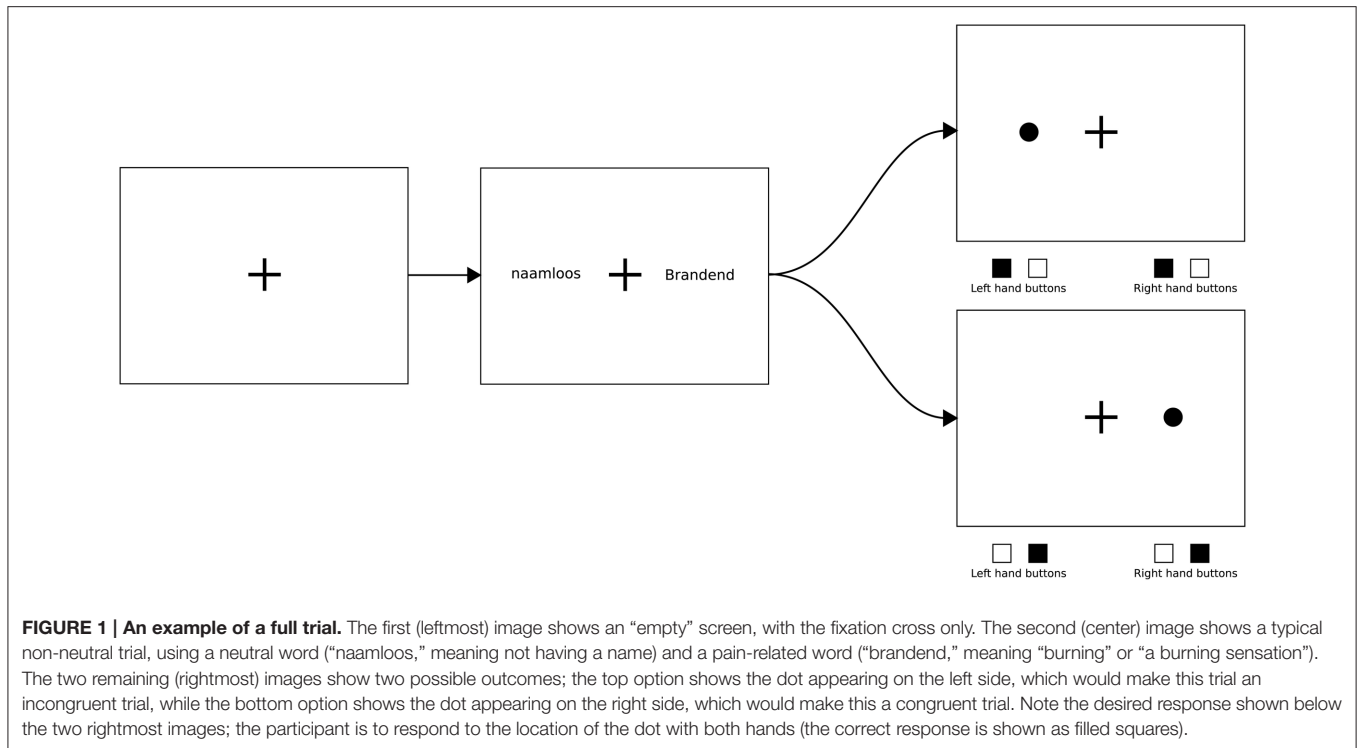 naamloos
Brandend
Left hand buttons
Right hand buttons
Left hand buttons
Right hand buttons
FIGURE 1 | An example of a full trial. The first (leftmost) image shows an “empty” screen, with the fixation cross only. The second (center) image shows a typical
non-neutral trial, using a neutral word (“naamloos,” meaning not having a name) and a pain-related word (“brandend,” meaning “burning” or “a burning sensation”).
The two remaining (rightmost) images show two possible outcomes; the top option shows the dot appearing on the left side, which would make this trial an
incongruent trial, while the bottom option shows the dot appearing on the right side, which would make this a congruent trial. Note the desired response shown below
the two rightmost images; the participant is to respond to the location of the dot with both hands (the correct response is shown as filled squares).